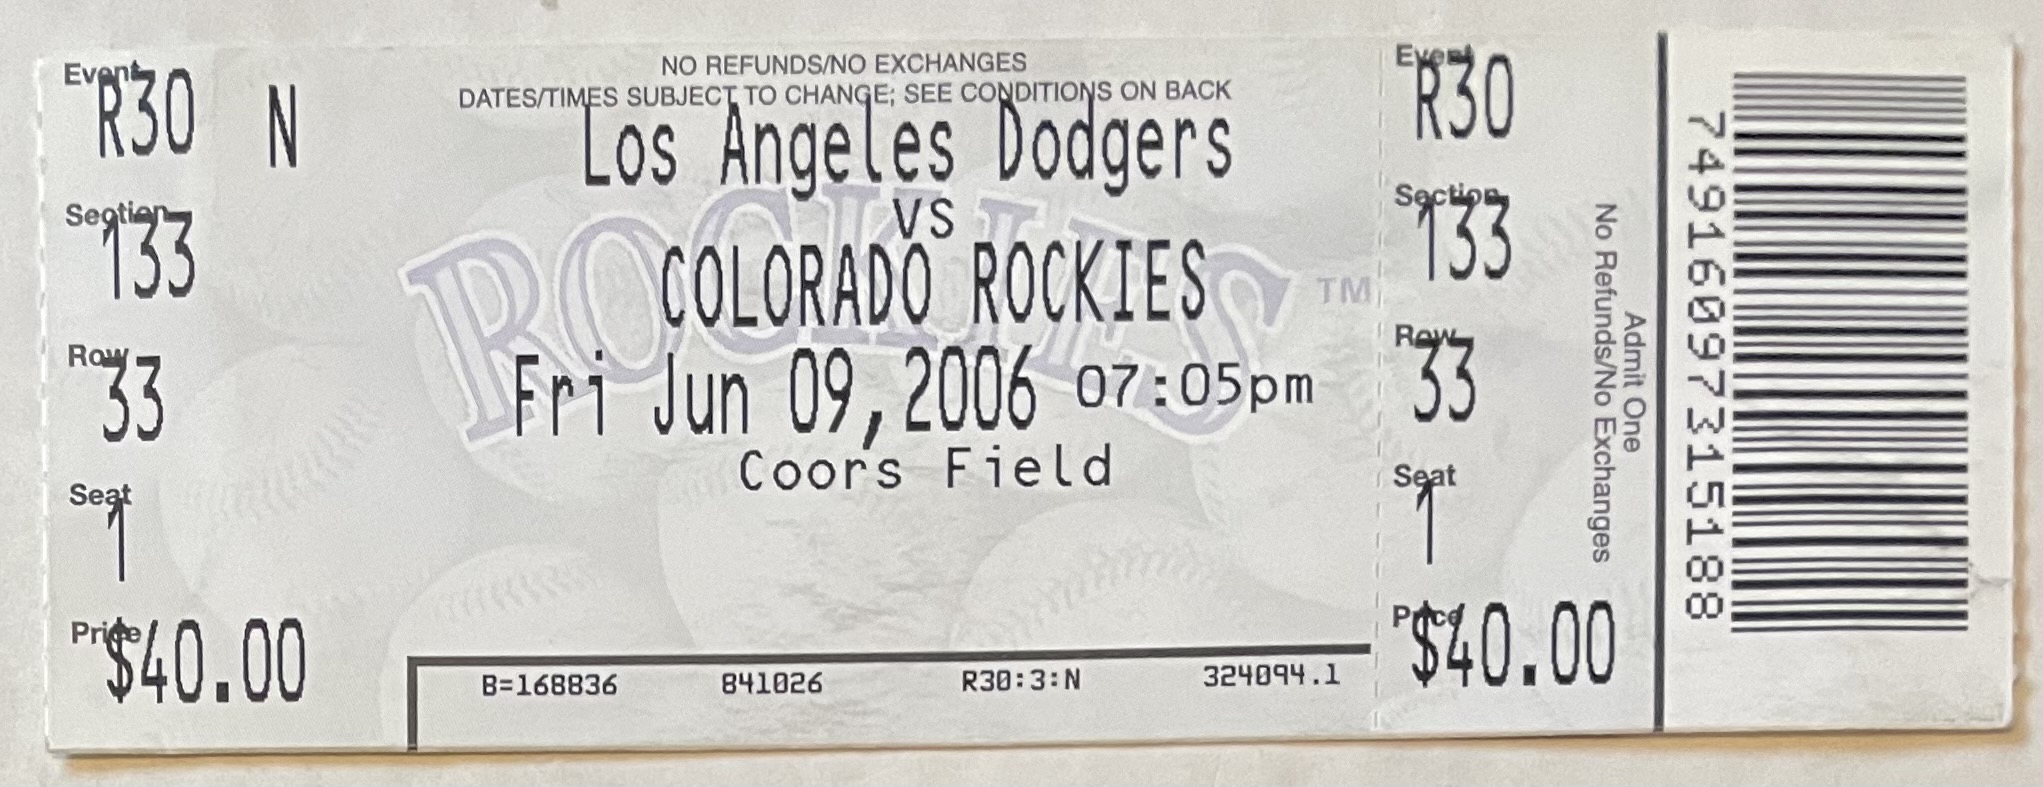 Event
R30 N
Section
133
Row
33
Seat
1
Price
$40.00
NO REFUNDS/NO EXCHANGES
DATES/TIMES SUBJECT TO CHANGE; SEE CONDITIONS ON BACK
Los Angeles Dodgers
vs
COLORADO ROCKIES
Fri Jun 09,2006 07:05pm
Coors Field
ROCKIES TM
B=168836 841026 R30:3:N 324094.1
Event
R30
Section
133
Row
33
Seat
1
Price
$40.00
Admit One
No Refunds/No Exchanges
74916097315188